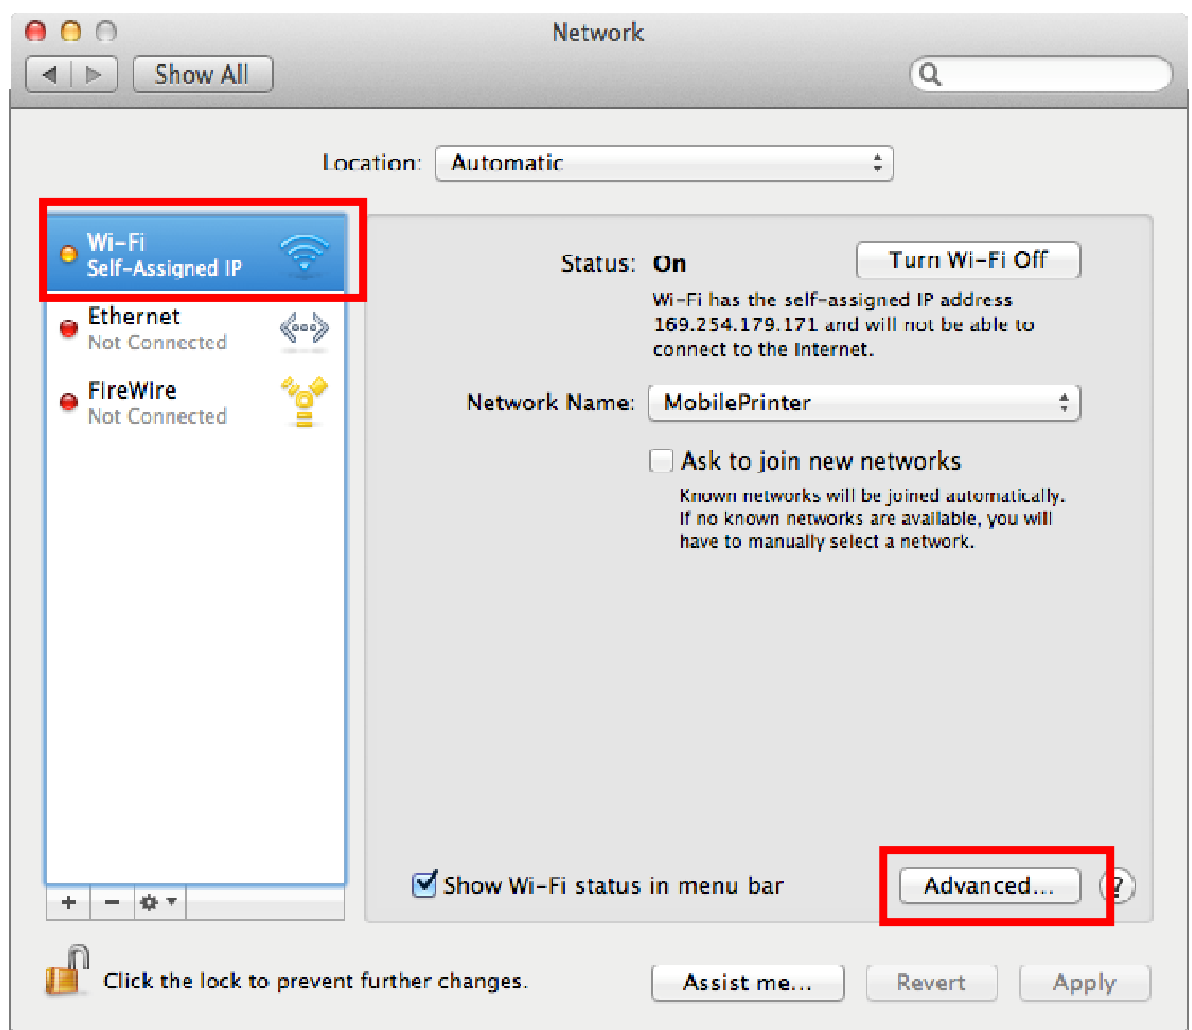 Network
Show All
Location: Automatic
Wi-Fi
Self-Assigned IP
Ethernet
Not Connected
FireWire
Not Connected
Status: On
Turn Wi-Fi Off
Wi-Fi has the self-assigned IP address
169.254.179.171 and will not be able to
connect to the Internet.
Network Name: MobilePrinter
Ask to join new networks
Known networks will be joined automatically.
If no known networks are available, you will
have to manually select a network.
Show Wi-Fi status in menu bar
Advanced...
?
+ −
Click the lock to prevent further changes.
Assist me...
Revert
Apply